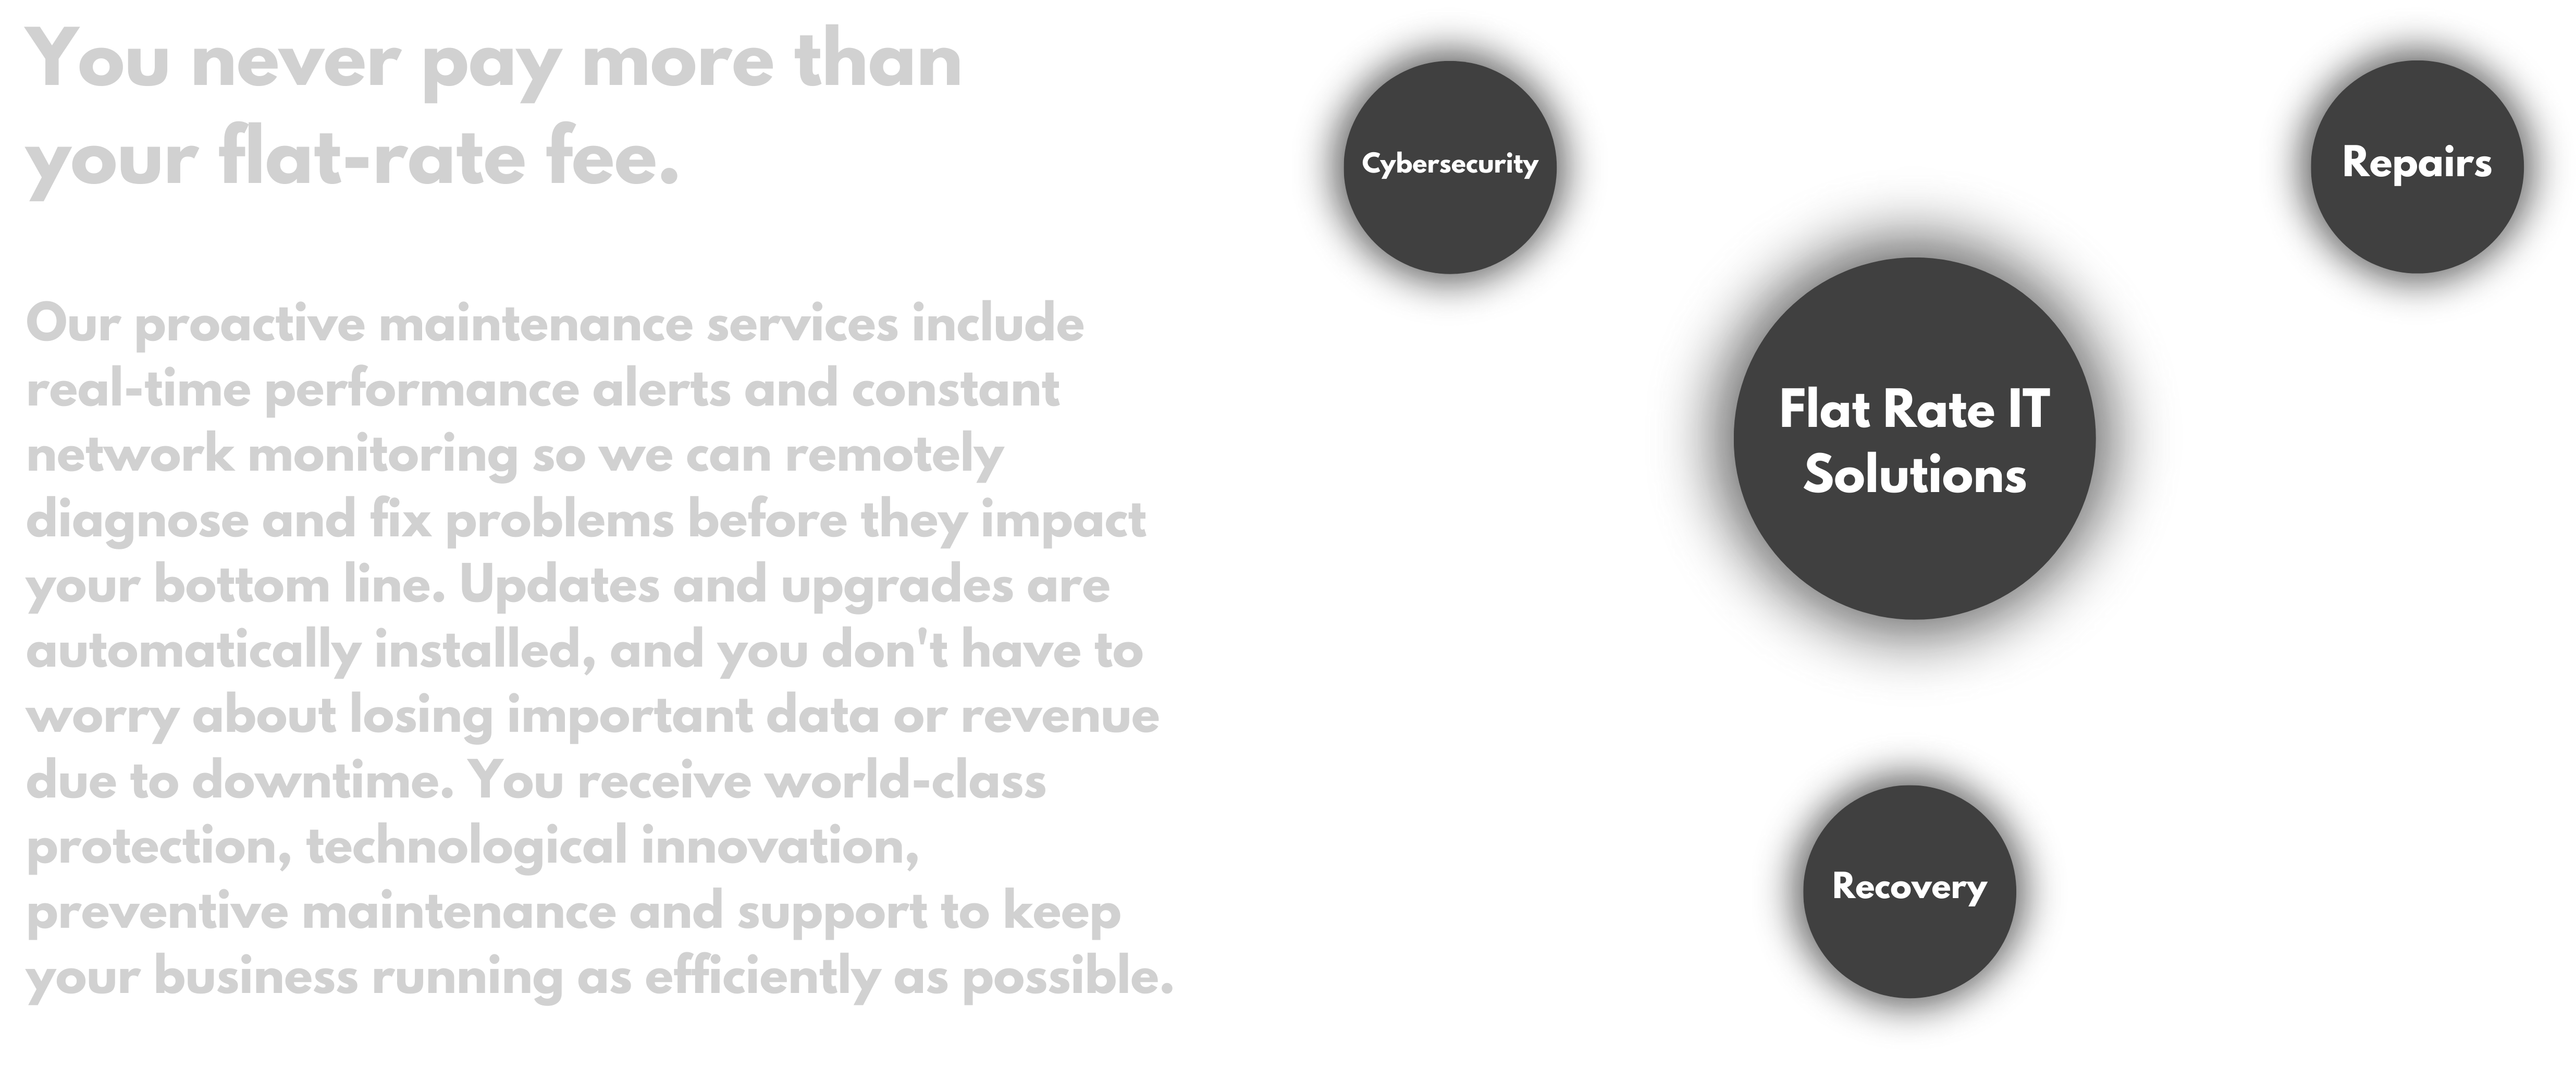 You never pay more than
your flat-rate fee.
Our proactive maintenance services include
real-time performance alerts and constant
network monitoring so we can remotely
diagnose and fix problems before they impact
your bottom line. Updates and upgrades are
automatically installed, and you don't have to
worry about losing important data or revenue
due to downtime. You receive world-class
protection, technological innovation,
preventive maintenance and support to keep
your business running as efficiently as possible.
Cybersecurity
Repairs
Flat Rate IT
Solutions
Recovery